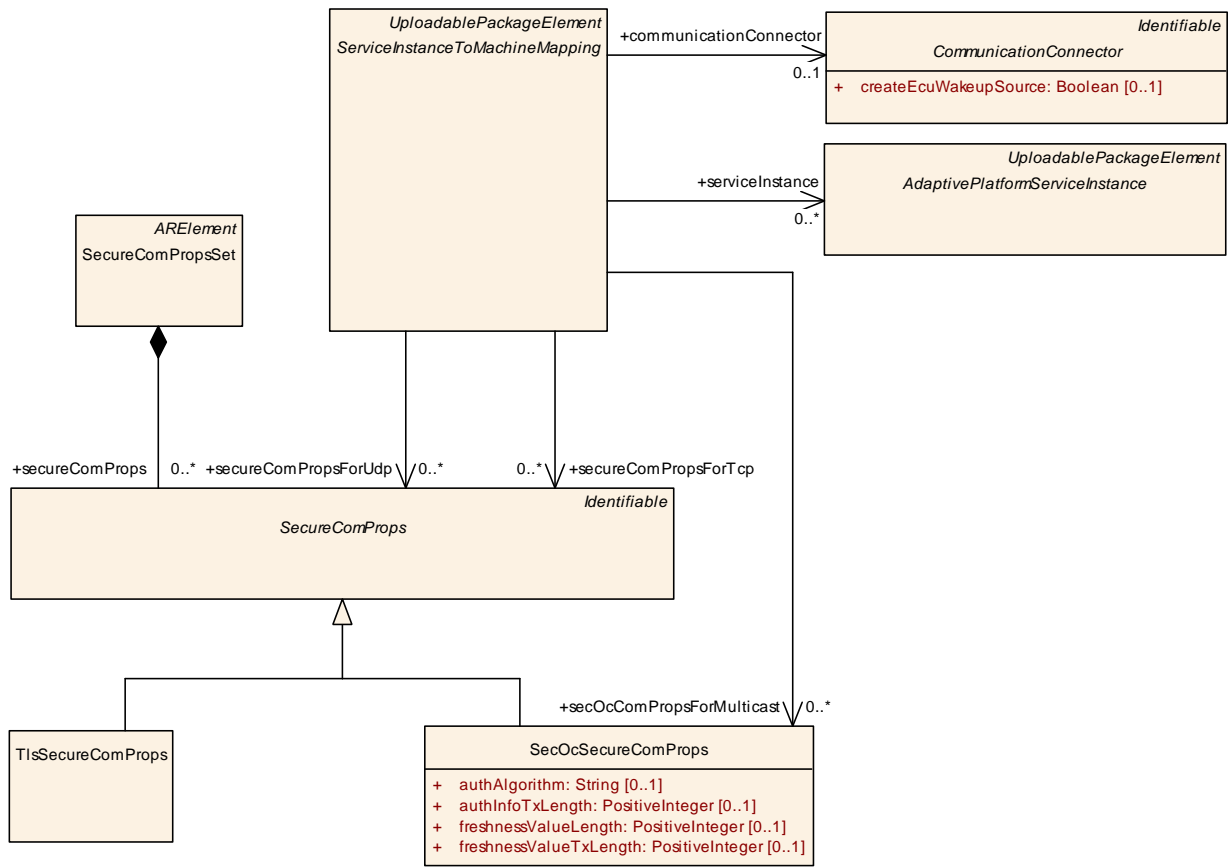 UploadablePackageElement
ServiceInstanceToMachineMapping
+communicationConnector
0..1
Identifiable
CommunicationConnector
+ createEcuWakeupSource: Boolean [0..1]
+serviceInstance
0..*
UploadablePackageElement
AdaptivePlatformServiceInstance
ARElement
SecureComPropsSet
+secureComProps
0..*
+secureComPropsForUdp
0..*
0..*
+secureComPropsForTcp
Identifiable
SecureComProps
+secOcComPropsForMulticast
0..*
TlsSecureComProps
SecOcSecureComProps
+ authAlgorithm: String [0..1]
+ authInfoTxLength: PositiveInteger [0..1]
+ freshnessValueLength: PositiveInteger [0..1]
+ freshnessValueTxLength: PositiveInteger [0..1]